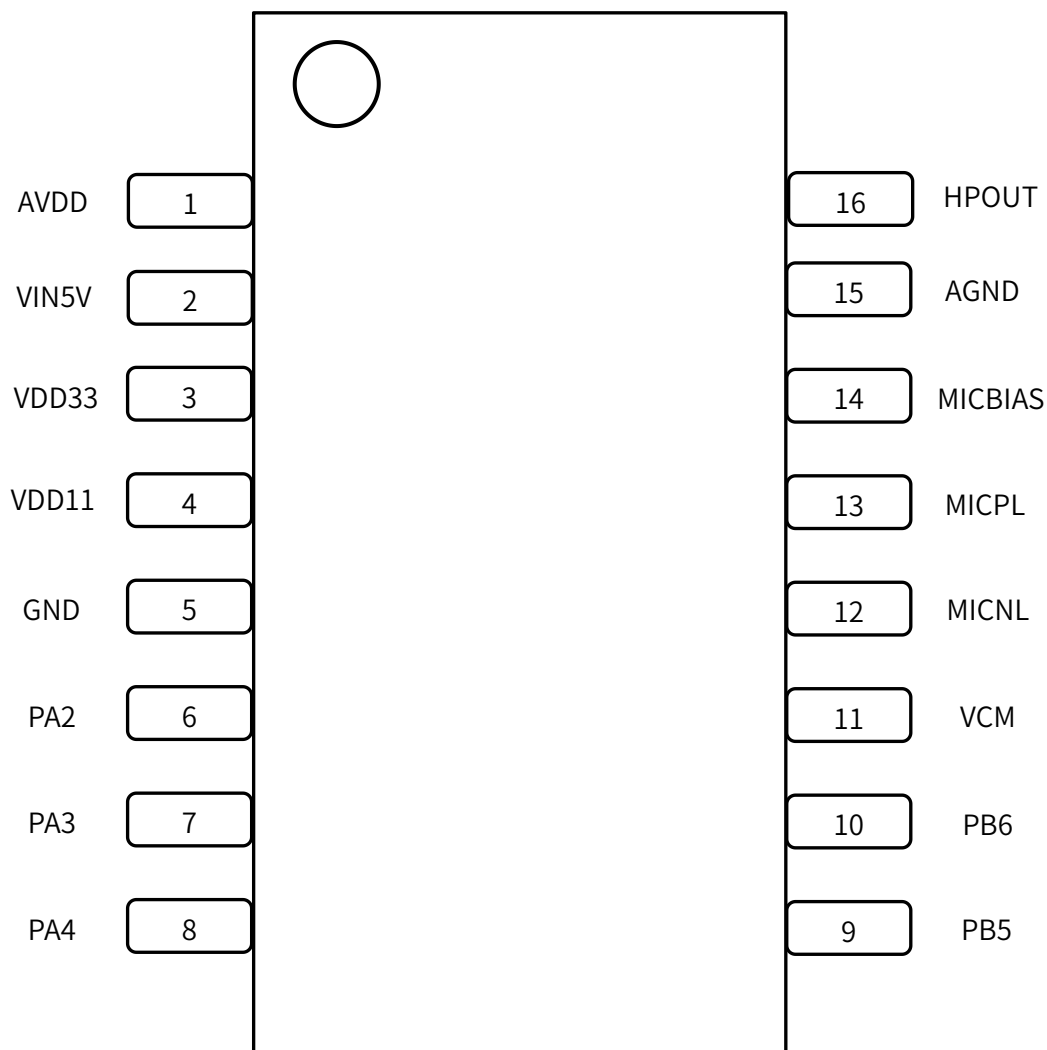 AVDD 1 16 HPOUT
VIN5V 2 15 AGND
VDD33 3 14 MICBIAS
VDD11 4 13 MICPL
GND 5 12 MICNL
PA2 6 11 VCM
PA3 7 10 PB6
PA4 8 9 PB5